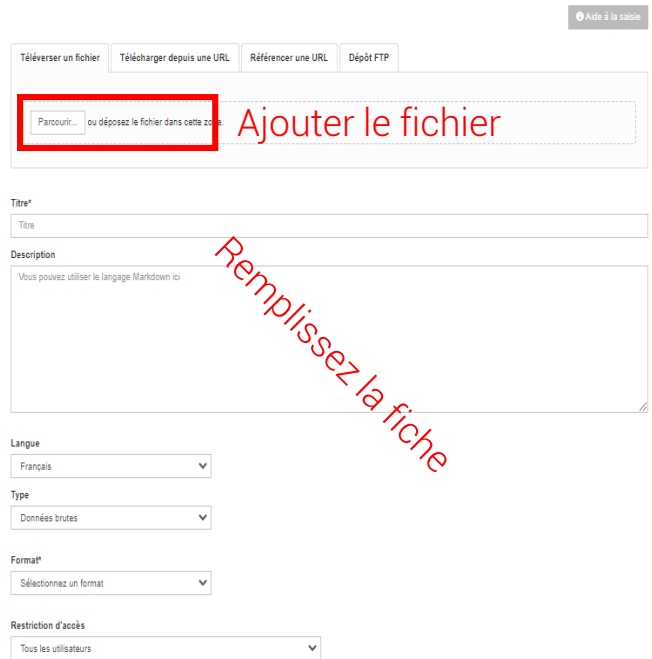 Aide à la saisie
Téléverser un fichier Télécharger depuis une URL Référencer une URL Dépôt FTP
Parcourir... ou déposez le fichier dans cette zone.
Ajouter le fichier
Titre*
Titre
Description
Vous pouvez utiliser le langage Markdown ici
Remplissez la fiche
Langue
Français
Type
Données brutes
Format*
Sélectionnez un format
Restriction d'accès
Tous les utilisateurs